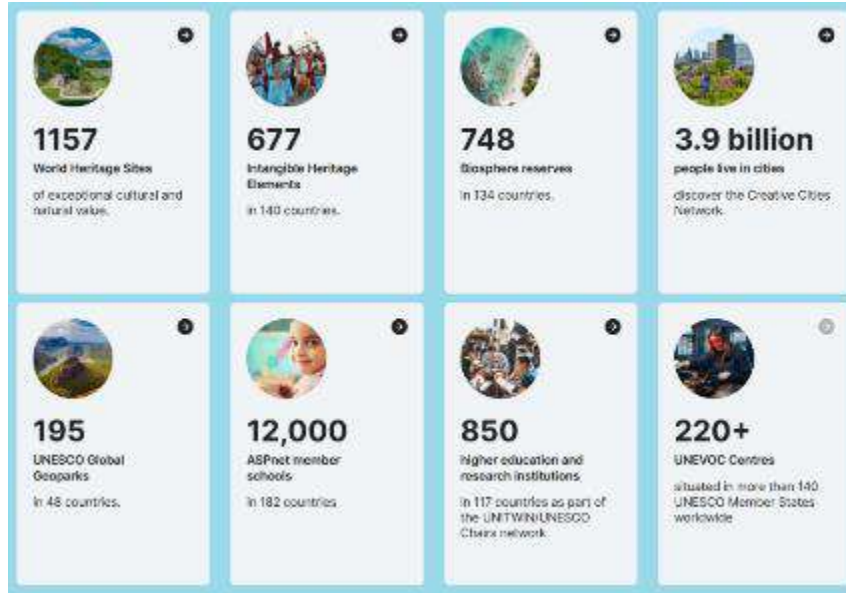 1157
World Heritage Sites
of exceptional cultural and
natural value.
677
Intangible Heritage
Elements
in 140 countries.
748
Biosphere reserves
in 134 countries.
3.9 billion
people live in cities
discover the Creative Cities
Network
195
UNESCO Global
Geoparks
in 48 countries.
12,000
ASPnet member
schools
in 182 countries
850
higher education and
research institutions
in 117 countries as part of
the UNITWIN/UNESCO
Chairs network
220+
UNEVOC Centres
situated in more than 140
UNESCO Member States
worldwide